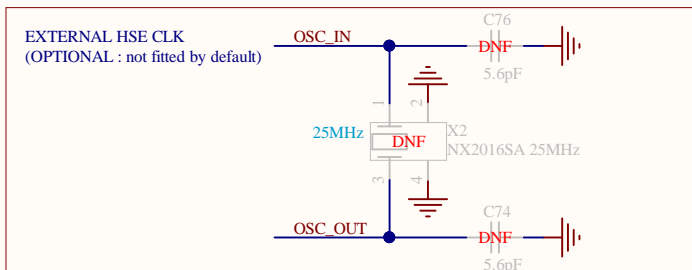 EXTERNAL HSE CLK
(OPTIONAL : not fitted by default)
OSC_IN
C76
DNF
5.6pF
1
2
25MHz
DNF
X2
NX2016SA 25MHz
3
4
OSC_OUT
C74
DNF
5.6pF